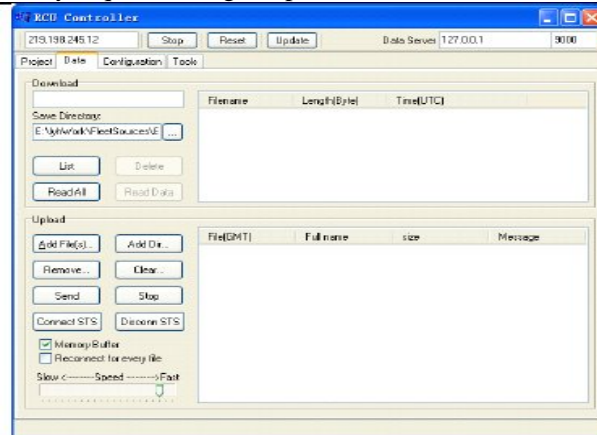 RCU Controller
219.198.245.12 Stop Reset Update Data Server 127.0.0.1 9000
Project Data Configuration Tools
Download
Filename Length(Byte) Time(UTC)
Save Directory:
...
List Delete
Read All Read Data
Upload
File(GMT) Full name size Message
Add File(s)... Add Dir...
Remove... Clear...
Send Stop
Connect STS Disconn STS
Memory Buffer
Reconnect for every file
Slow <--------Speed -------->Fast